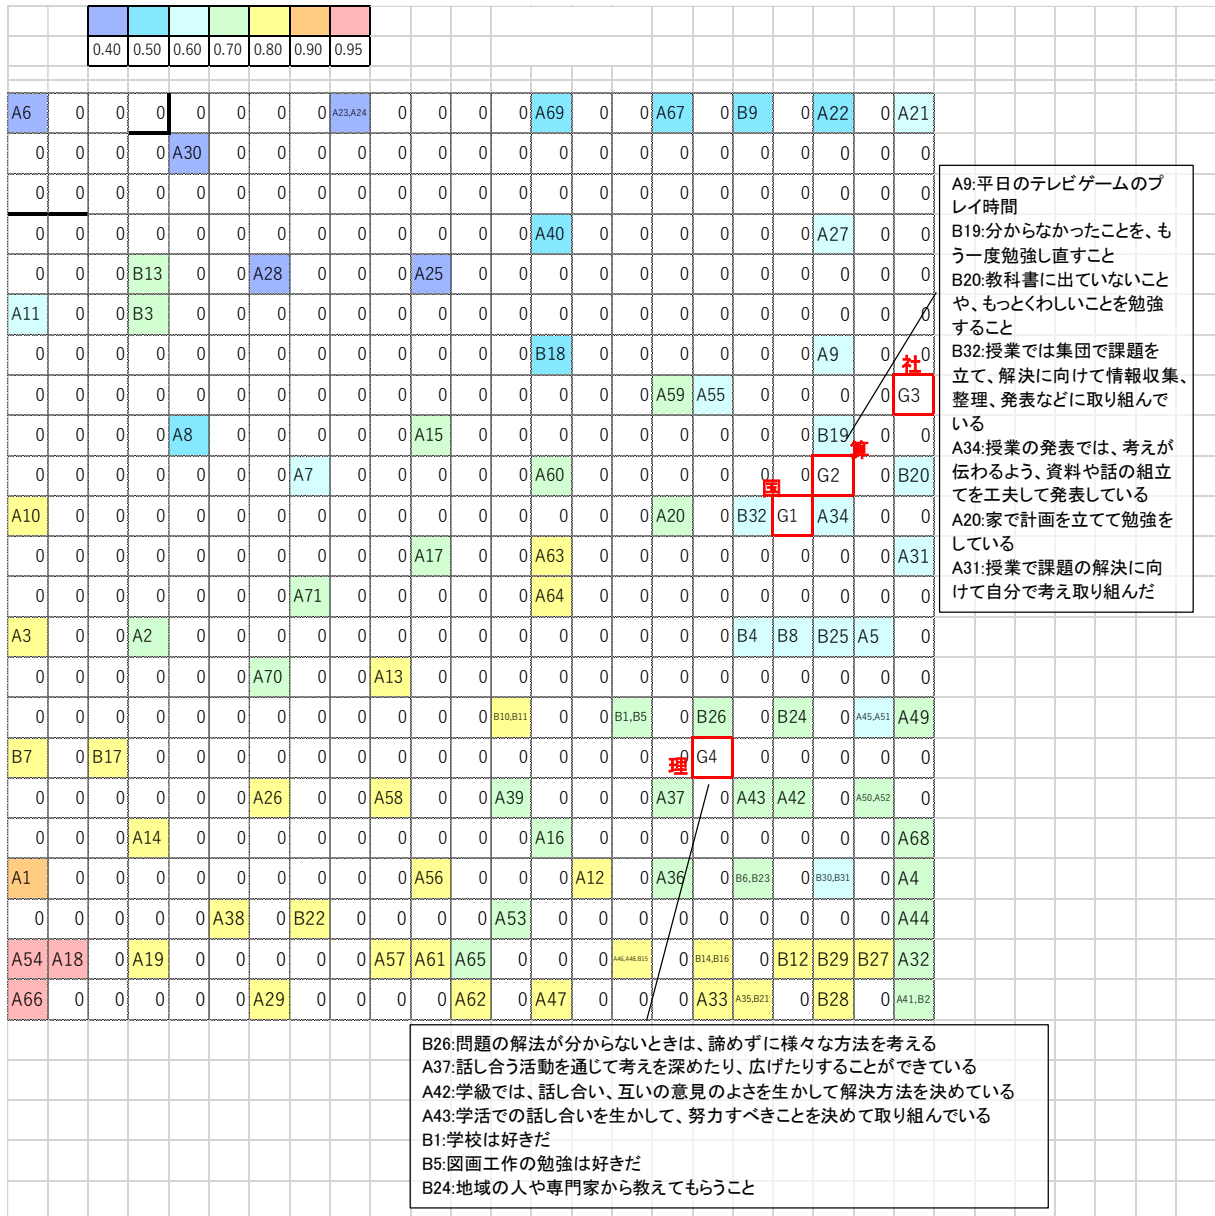 0.40 0.50 0.60 0.70 0.80 0.90 0.95
A6 0 0 0 0 0 0 0 A23,A24 0 0 0 0 A69 0 0 A67 0 B9 0 A22 0 A21
0 0 0 0 A30 0 0 0 0 0 0 0 0 0 0 0 0 0 0 0 0 0 0
0 0 0 0 0 0 0 0 0 0 0 0 0 0 0 0 0 0 0 0 0 0 0
0 0 0 0 0 0 0 0 0 0 0 0 0 A40 0 0 0 0 0 0 A27 0 0
0 0 0 B13 0 0 A28 0 0 0 A25 0 0 0 0 0 0 0 0 0 0 0 0
A11 0 0 B3 0 0 0 0 0 0 0 0 0 0 0 0 0 0 0 0 0 0 0
0 0 0 0 0 0 0 0 0 0 0 0 0 B18 0 0 0 0 0 0 A9 0 0
社
0 0 0 0 0 0 0 0 0 0 0 0 0 0 0 0 A59 A55 0 0 0 0 G3
0 0 0 0 A8 0 0 0 0 0 A15 0 0 0 0 0 0 0 0 0 B19 0 0
算
0 0 0 0 0 0 0 A7 0 0 0 0 0 A60 0 0 0 0 0 0 G2 0 B20
国
A10 0 0 0 0 0 0 0 0 0 0 0 0 0 0 0 A20 0 B32 G1 A34 0 0
0 0 0 0 0 0 0 0 0 0 A17 0 0 A63 0 0 0 0 0 0 0 0 A31
0 0 0 0 0 0 0 A71 0 0 0 0 0 A64 0 0 0 0 0 0 0 0 0
A3 0 0 A2 0 0 0 0 0 0 0 0 0 0 0 0 0 0 B4 B8 B25 A5 0
0 0 0 0 0 0 A70 0 0 A13 0 0 0 0 0 0 0 0 0 0 0 0 0
0 0 0 0 0 0 0 0 0 0 0 0 B10,B11 0 0 B1,B5 0 B26 0 B24 0 A45,A51 A49
B7 0 B17 0 0 0 0 0 0 0 0 0 0 0 0 0 0 G4 0 0 0 0 0
理
0 0 0 0 0 0 A26 0 0 A58 0 0 A39 0 0 0 A37 0 A43 A42 0 A50,A52 0
0 0 0 A14 0 0 0 0 0 0 0 0 0 A16 0 0 0 0 0 0 0 0 A68
A1 0 0 0 0 0 0 0 0 0 A56 0 0 0 A12 0 A36 0 B6,B23 0 B30,B31 0 A4
0 0 0 0 0 A38 0 B22 0 0 0 0 A53 0 0 0 0 0 0 0 0 0 A44
A54 A18 0 A19 0 0 0 0 0 A57 A61 A65 0 0 0 A46,A48,B15 0 B14,B16 0 B12 B29 B27 A32
A66 0 0 0 0 0 A29 0 0 0 0 A62 0 A47 0 0 0 A33 A35,B21 0 B28 0 A41,B2
A9:平日のテレビゲームのプ
レイ時間
B19:分からなかったことを、も
う一度勉強し直すこと
B20:教科書に出ていないこと
や、もっとくわしいことを勉強
すること
B32:授業では集団で課題を
立て、解決に向けて情報収集、
整理、発表などに取り組んで
いる
A34:授業の発表では、考えが
伝わるよう、資料や話の組立
てを工夫して発表している
A20:家で計画を立てて勉強を
している
A31:授業で課題の解決に向
けて自分で考え取り組んだ
B26:問題の解法が分からないときは、諦めずに様々な方法を考える
A37:話し合う活動を通じて考えを深めたり、広げたりすることができている
A42:学級では、話し合い、互いの意見のよさを生かして解決方法を決めている
A43:学活での話し合いを生かして、努力すべきことを決めて取り組んでいる
B1:学校は好きだ
B5:図画工作の勉強は好きだ
B24:地域の人や専門家から教えてもらうこと